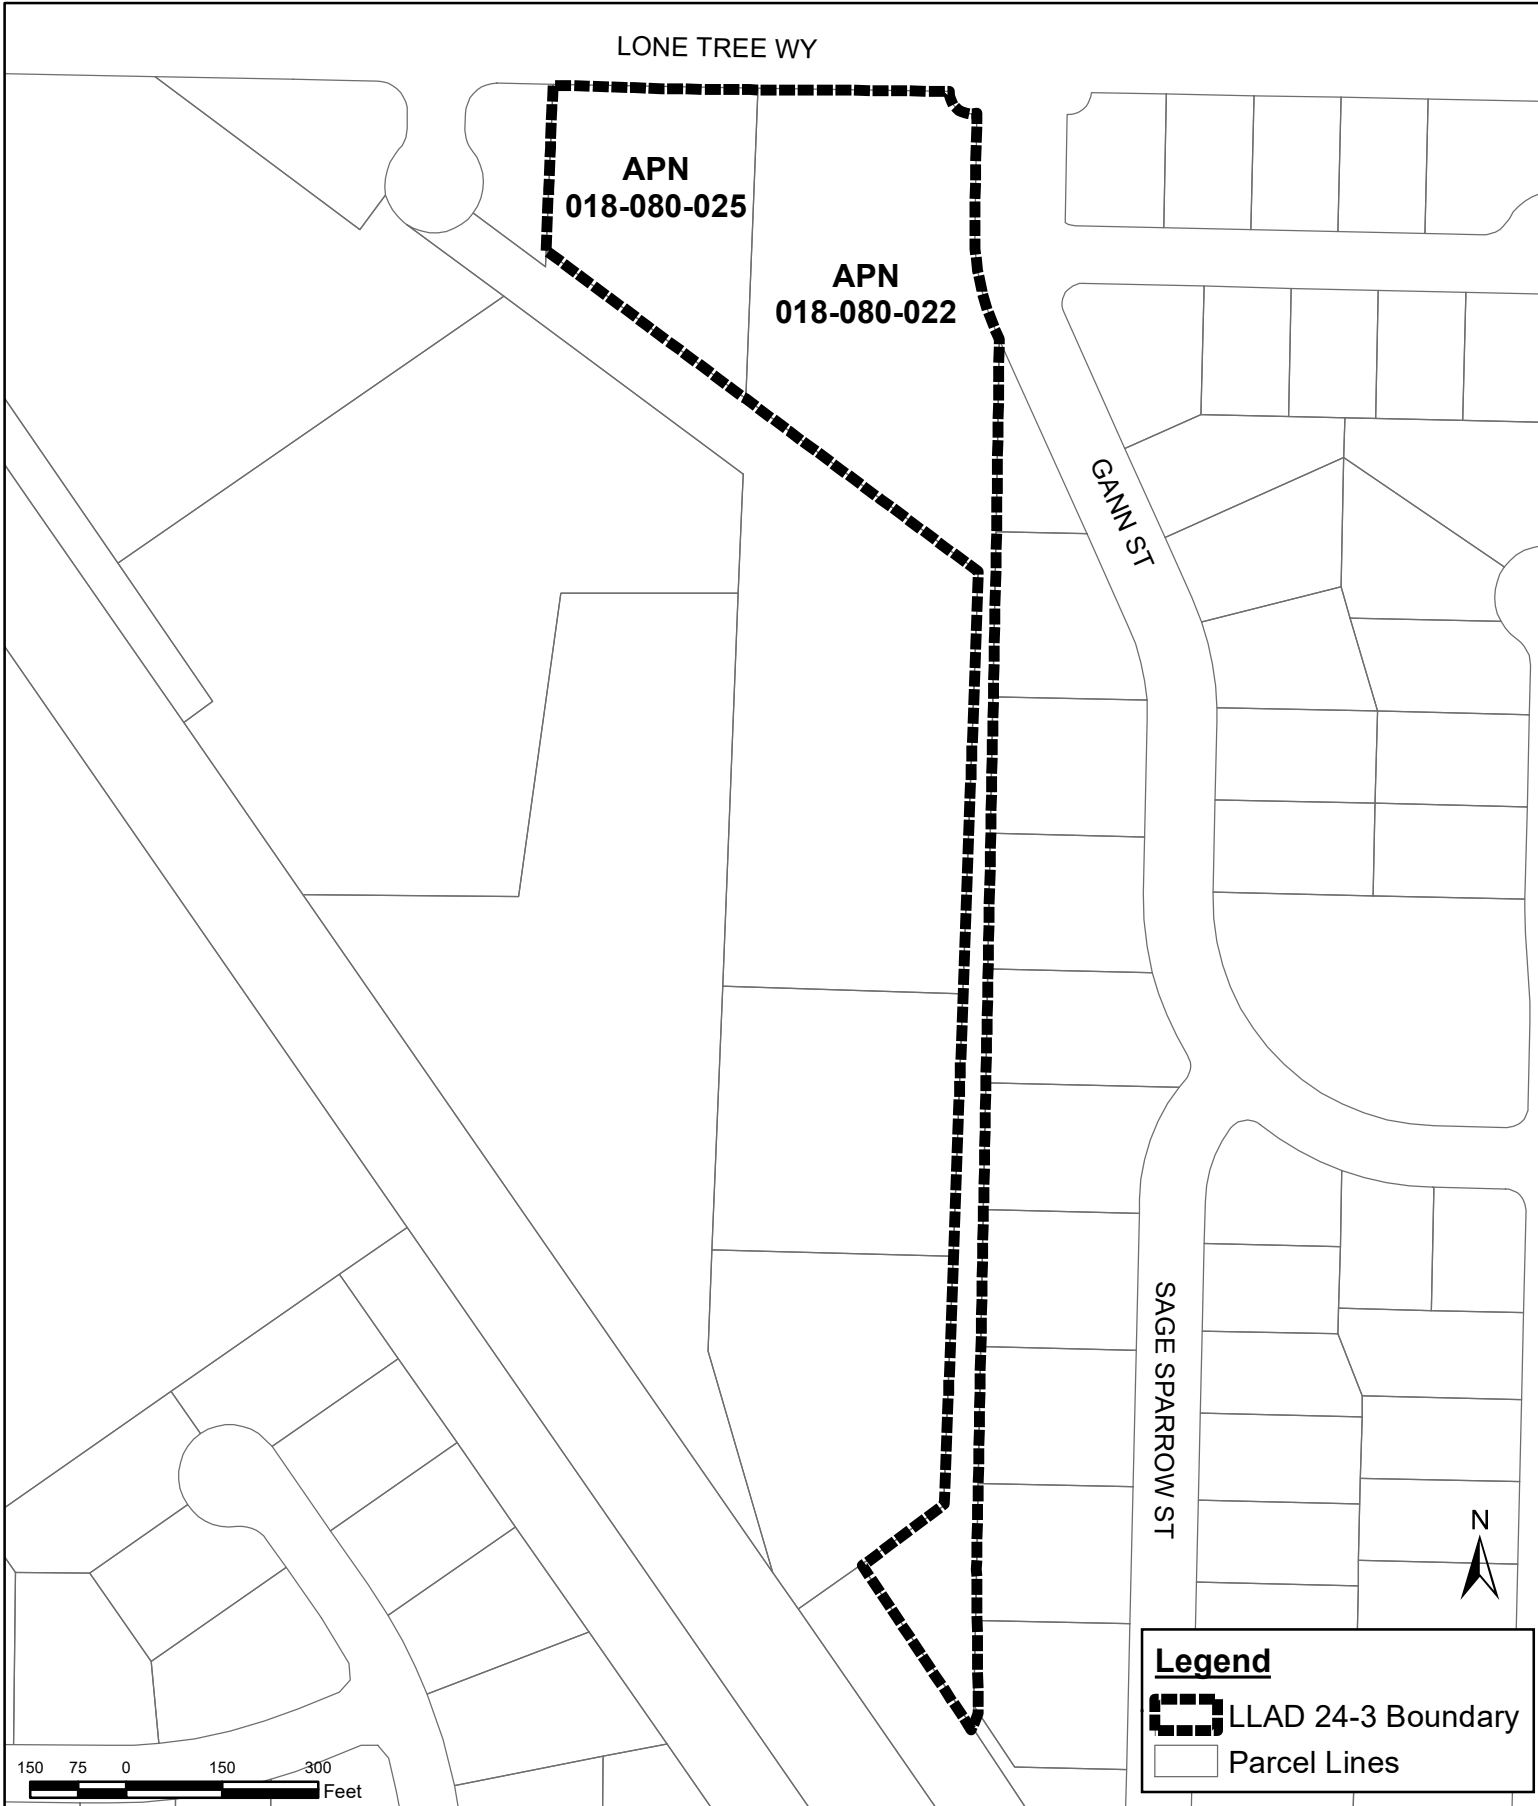 LONE TREE WY
APN
018-080-025
APN
018-080-022
GANN ST
SAGE SPARROW ST
N
Legend
LLAD 24-3 Boundary
Parcel Lines
150 75 0 150 300
Feet